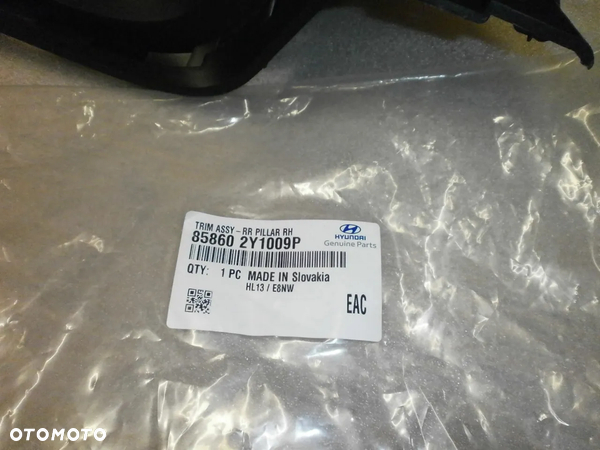 TRIM ASSY-RR PILLAR RH
85860 2Y1009P
HYUNDAI
Genuine Parts
QTY: 1 PC MADE IN Slovakia
HL13 / E8NW
EAC
OTOMOTO